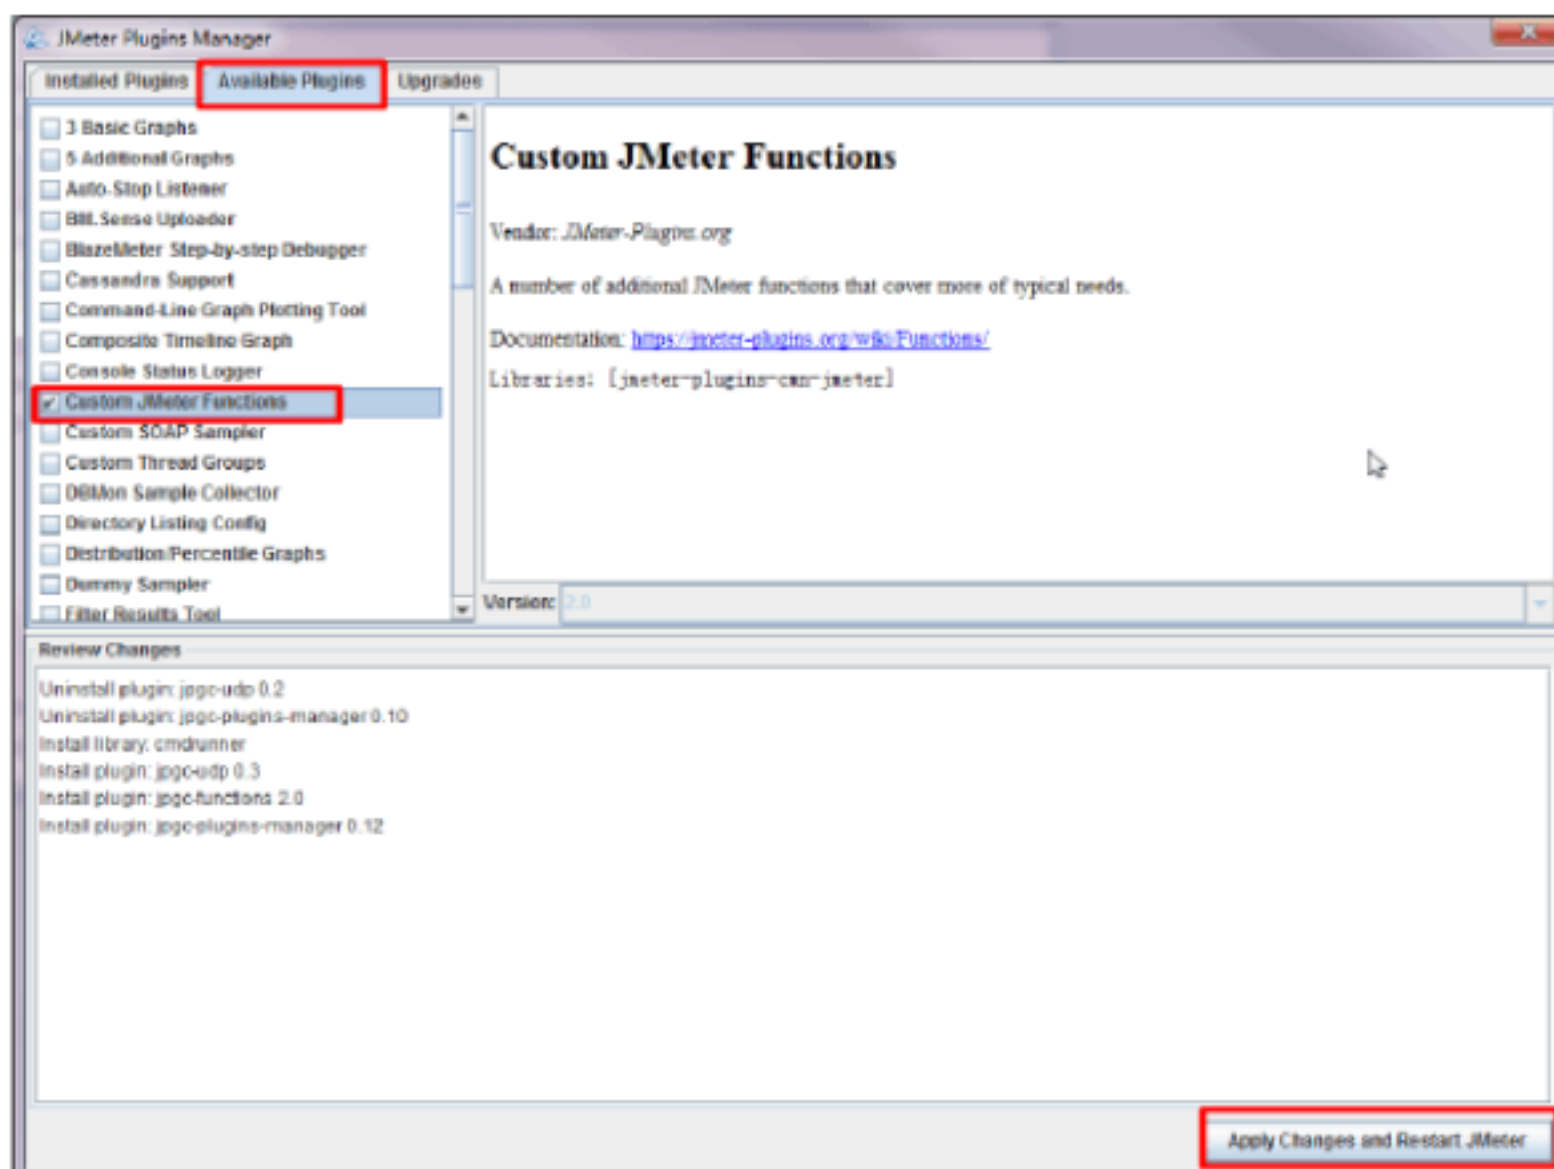 JMeter Plugins Manager
Installed Plugins Available Plugins Upgrades
3 Basic Graphs
5 Additional Graphs
Auto-Stop Listener
BM.Sense Uploader
BlazeMeter Step-by-step Debugger
Cassandra Support
Command-Line Graph Plotting Tool
Composite Timeline Graph
Console Status Logger
Custom JMeter Functions
Custom SOAP Sampler
Custom Thread Groups
DBMon Sample Collector
Directory Listing Config
Distribution/Percentile Graphs
Dummy Sampler
Filter Results Tool
Custom JMeter Functions
Vendor: JMeter-Plugins.org
A number of additional JMeter functions that cover more of typical needs.
Documentation: https://jmeter-plugins.org/wiki/Functions/
Libraries: [jmeter-plugins-cmn-jmeter]
Version: 2.0
Review Changes
Uninstall plugin: jpgc-udp 0.2
Uninstall plugin: jpgc-plugins-manager 0.10
Install library: cmdrunner
Install plugin: jpgc-udp 0.3
Install plugin: jpgc-functions 2.0
Install plugin: jpgc-plugins-manager 0.12
Apply Changes and Restart JMeter